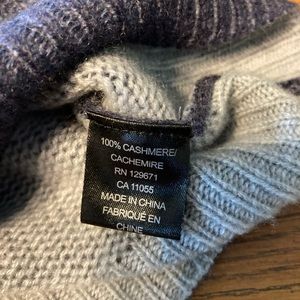 100% CASHMERE/
CACHEMIRE
RN 129671
CA 11055
MADE IN CHINA
FABRIQUÉ EN
CHINE